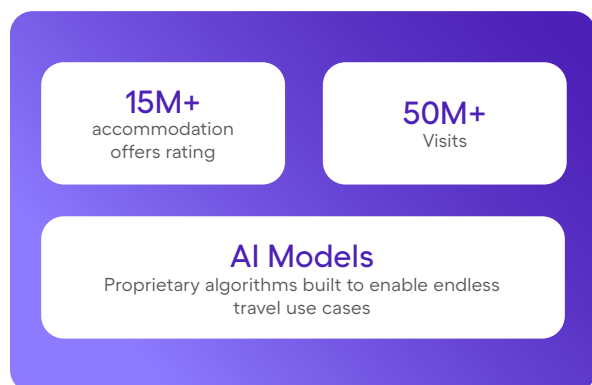 15M+
accommodation
offers rating
50M+
Visits
AI Models
Proprietary algorithms built to enable endless
travel use cases